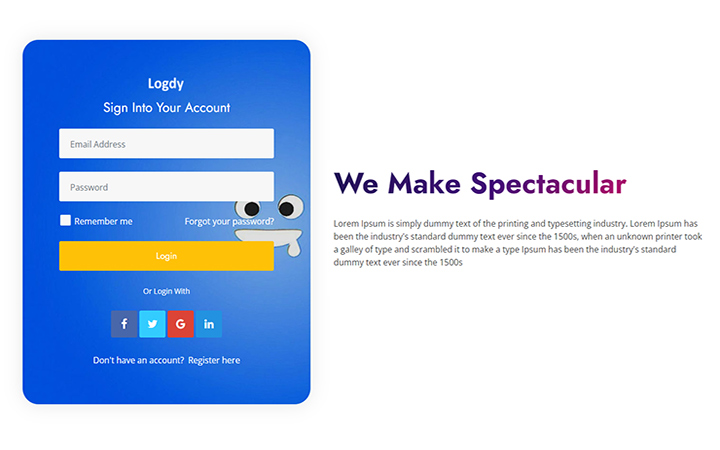 Logdy
Sign Into Your Account
Email Address
Password
Remember me
Forgot your password?
Login
Or Login With
f
G
in
Don't have an account? Register here
We Make Spectacular
Lorem Ipsum is simply dummy text of the printing and typesetting industry. Lorem Ipsum has
been the industry's standard dummy text ever since the 1500s, when an unknown printer took
a galley of type and scrambled it to make a type Ipsum has been the industry's standard
dummy text ever since the 1500s